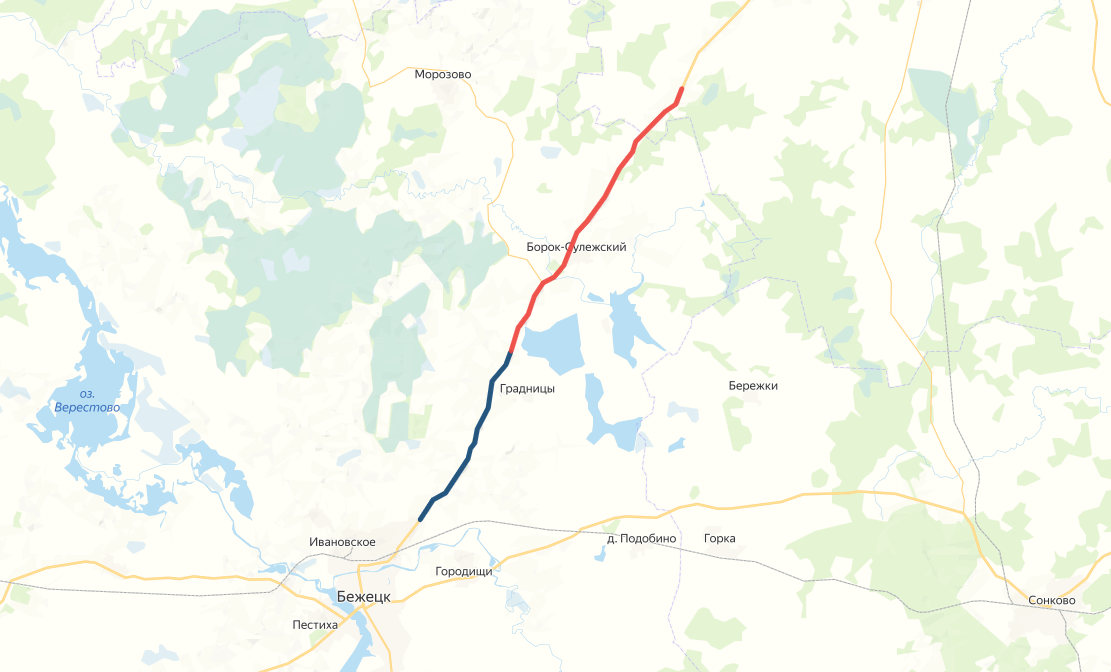 Морозово
Борок-Сулежский
Градницы
Бережки
оз.
Верестово
Ивановское
д. Подобино
Горка
Городищи
Бежецк
Пестиха
Сонково